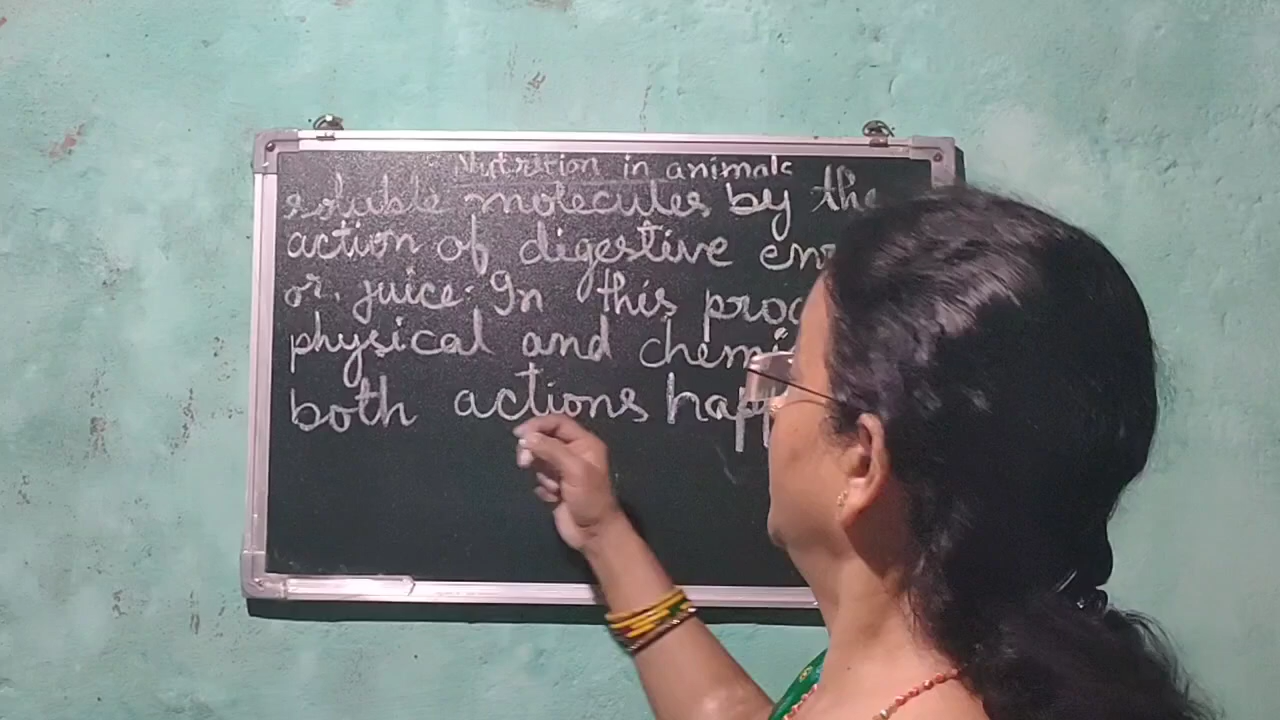 Nutrition in animals
soluble molecules by the
action of digestive
or. juice. In this
physical and
both actions